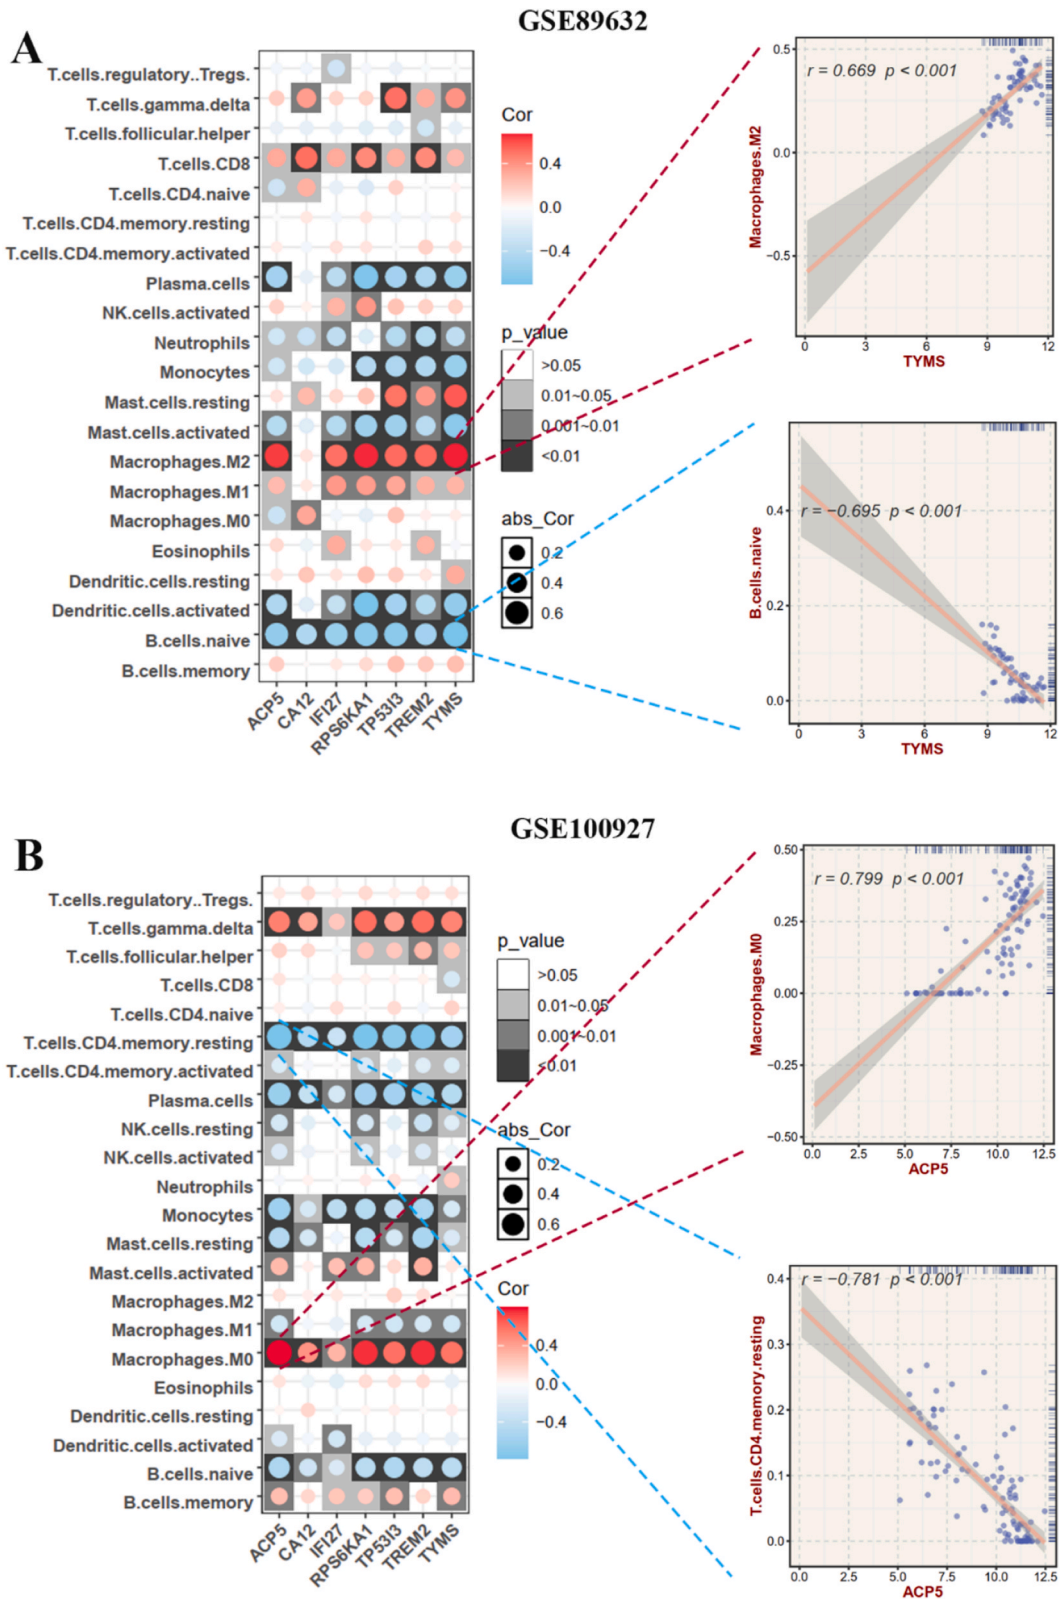 GSE89632
A
T.cells.regulatory..Tregs.
T.cells.gamma.delta
T.cells.follicular.helper
T.cells.CD8
T.cells.CD4.naive
T.cells.CD4.memory.resting
T.cells.CD4.memory.activated
Plasma.cells
NK.cells.activated
Neutrophils
Monocytes
Mast.cells.resting
Mast.cells.activated
Macrophages.M2
Macrophages.M1
Macrophages.M0
Eosinophils
Dendritic.cells.resting
Dendritic.cells.activated
B.cells.naive
B.cells.memory
ACP5
CA12
IFI27
RPS6KA1
TP53I3
TREM2
TYMS
Cor
0.4
0.0
−0.4
p_value
>0.05
0.01~0.05
0.001~0.01
<0.01
abs_Cor
0.2
0.4
0.6
r = 0.669 p < 0.001
Macrophages.M2
0.5
0.0
−0.5
0 3 6 9 12
TYMS
r = −0.695 p < 0.001
B.cells.naive
0.4
0.2
0.0
0 3 6 9 12
TYMS
GSE100927
B
T.cells.regulatory..Tregs.
T.cells.gamma.delta
T.cells.follicular.helper
T.cells.CD8
T.cells.CD4.naive
T.cells.CD4.memory.resting
T.cells.CD4.memory.activated
Plasma.cells
NK.cells.resting
NK.cells.activated
Neutrophils
Monocytes
Mast.cells.resting
Mast.cells.activated
Macrophages.M2
Macrophages.M1
Macrophages.M0
Eosinophils
Dendritic.cells.resting
Dendritic.cells.activated
B.cells.naive
B.cells.memory
ACP5
CA12
IFI27
RPS6KA1
TP53I3
TREM2
TYMS
p_value
>0.05
0.01~0.05
0.001~0.01
<0.01
abs_Cor
0.2
0.4
0.6
Cor
0.4
0.0
−0.4
r = 0.799 p < 0.001
Macrophages.M0
0.50
0.25
0.00
−0.25
−0.50
0.0 2.5 5.0 7.5 10.0 12.5
ACP5
r = −0.781 p < 0.001
T.cells.CD4.memory.resting
0.4
0.3
0.2
0.1
0.0
0.0 2.5 5.0 7.5 10.0 12.5
ACP5